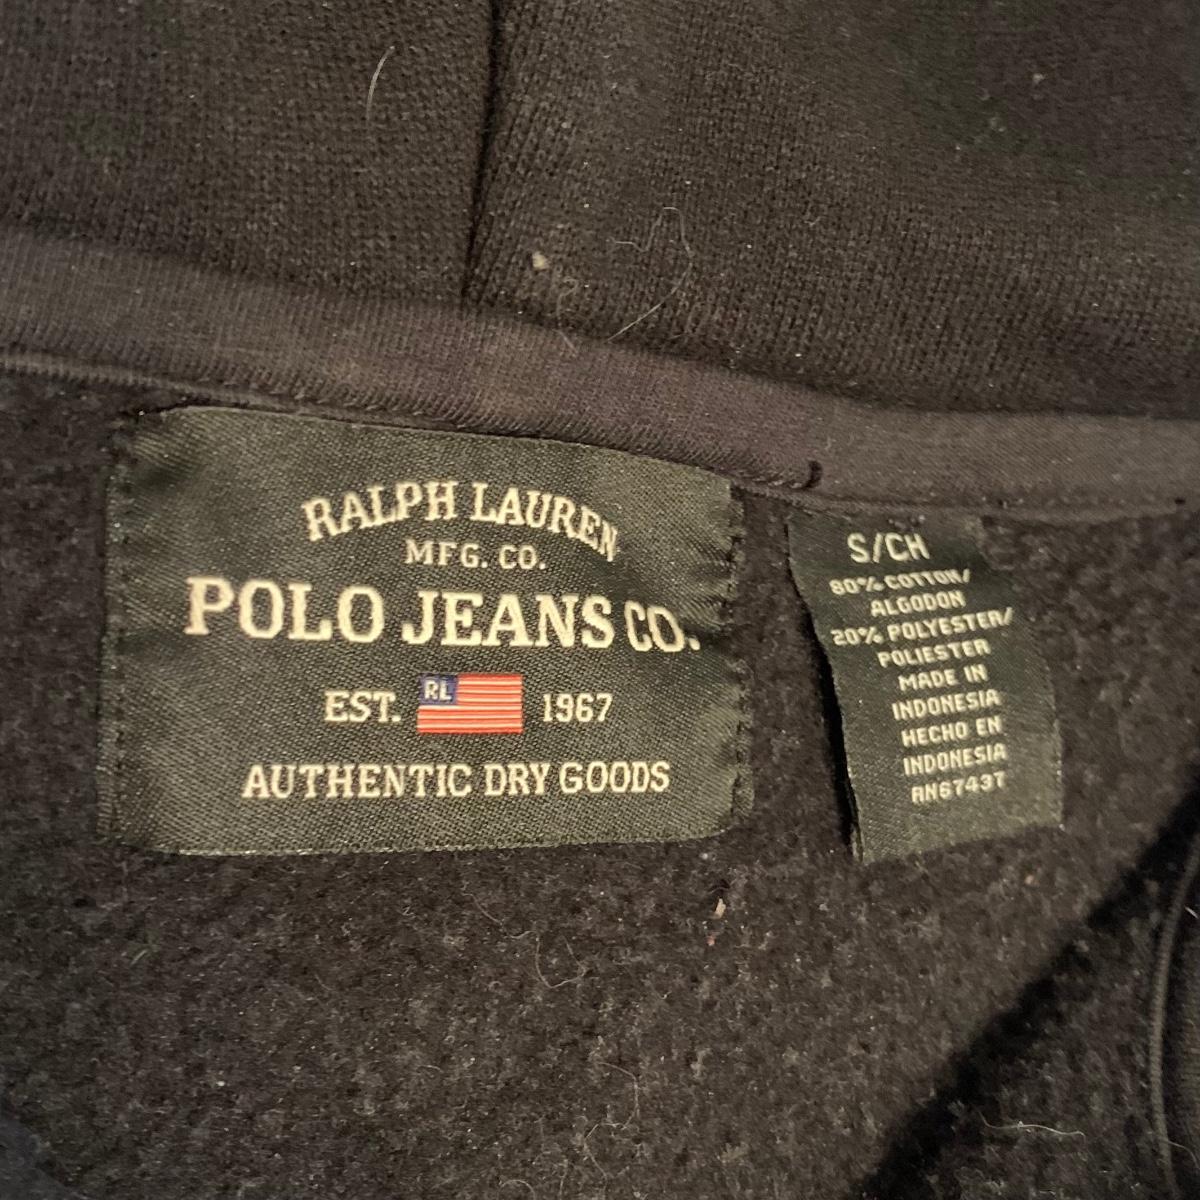 RALPH LAUREN
MFG. CO.
POLO JEANS CO.
EST. RL 1967
AUTHENTIC DRY GOODS
S/CH
80% COTTON/
ALGODON
20% POLYESTER/
POLIESTER
MADE IN
INDONESIA
HECHO EN
INDONESIA
RN67437